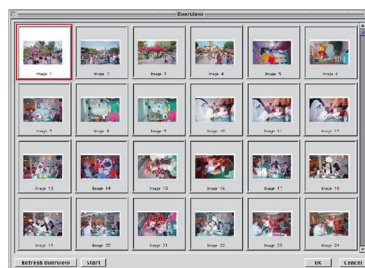 Overview
Image 1 Image 2 Image 3 Image 4 Image 5 Image 6
Image 7 Image 8 Image 9 Image 10 Image 11 Image 12
Image 13 Image 14 Image 15 Image 16 Image 17 Image 18
Image 19 Image 20 Image 21 Image 22 Image 23 Image 24
Refresh Overview Start OK Cancel